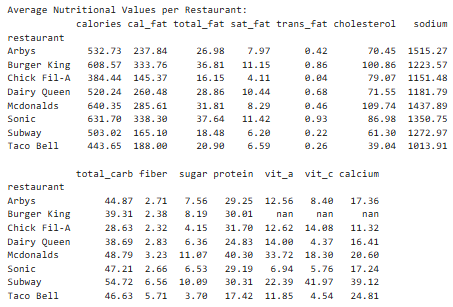 Average Nutritional Values per Restaurant:
calories cal_fat total_fat sat_fat trans_fat cholesterol sodium
restaurant
Arbys 532.73 237.84 26.98 7.97 0.42 70.45 1515.27
Burger King 608.57 333.76 36.81 11.15 0.86 100.86 1223.57
Chick Fil-A 384.44 145.37 16.15 4.11 0.04 79.07 1151.48
Dairy Queen 520.24 260.48 28.86 10.44 0.68 71.55 1181.79
Mcdonalds 640.35 285.61 31.81 8.29 0.46 109.74 1437.89
Sonic 631.70 338.30 37.64 11.42 0.93 86.98 1350.75
Subway 503.02 165.10 18.48 6.20 0.22 61.30 1272.97
Taco Bell 443.65 188.00 20.90 6.59 0.26 39.04 1013.91
total_carb fiber sugar protein vit_a vit_c calcium
restaurant
Arbys 44.87 2.71 7.56 29.25 12.56 8.40 17.36
Burger King 39.31 2.38 8.19 30.01 nan nan nan
Chick Fil-A 28.63 2.32 4.15 31.70 12.62 14.08 11.32
Dairy Queen 38.69 2.83 6.36 24.83 14.00 4.37 16.41
Mcdonalds 48.79 3.23 11.07 40.30 33.72 18.30 20.60
Sonic 47.21 2.66 6.53 29.19 6.94 5.76 17.24
Subway 54.72 6.56 10.09 30.31 22.39 41.97 39.12
Taco Bell 46.63 5.71 3.70 17.42 11.85 4.54 24.81